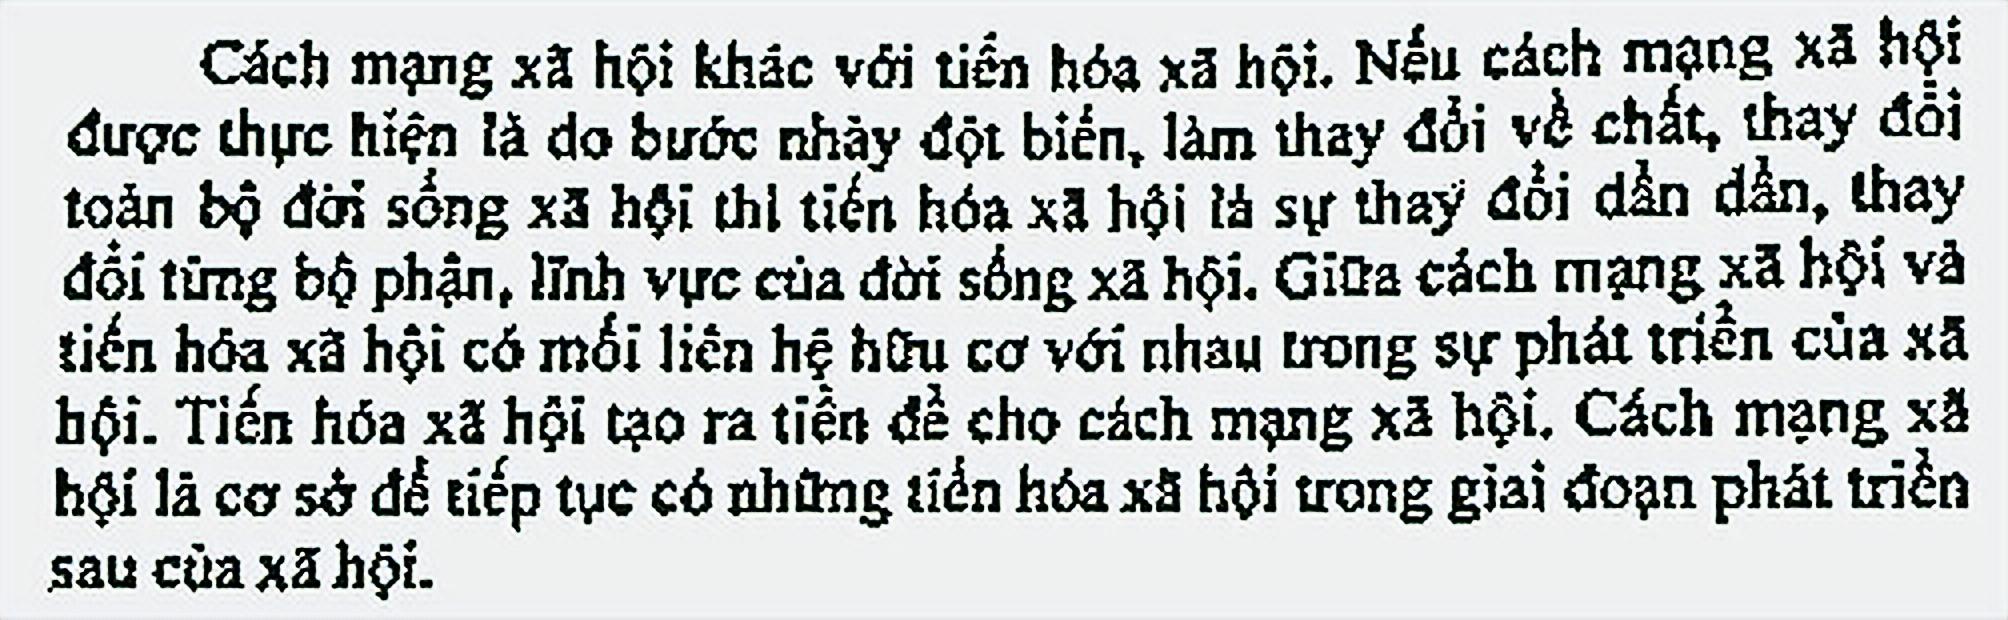 Cách mạng xã hội khác với tiến hóa xã hội. Nếu cách mạng xã hội
được thực hiện là do bước nhảy đột biến, làm thay đổi về chất, thay đổi
toàn bộ đời sống xã hội thì tiến hóa xã hội là sự thay đổi dần dần, thay
đổi từng bộ phận, lĩnh vực của đời sống xã hội. Giữa cách mạng xã hội và
tiến hóa xã hội có mối liên hệ hữu cơ với nhau trong sự phát triển của xã
hội. Tiến hóa xã hội tạo ra tiền đề cho cách mạng xã hội. Cách mạng xã
hội là cơ sở để tiếp tục có những tiến hóa xã hội trong giai đoạn phát triển
sau của xã hội.